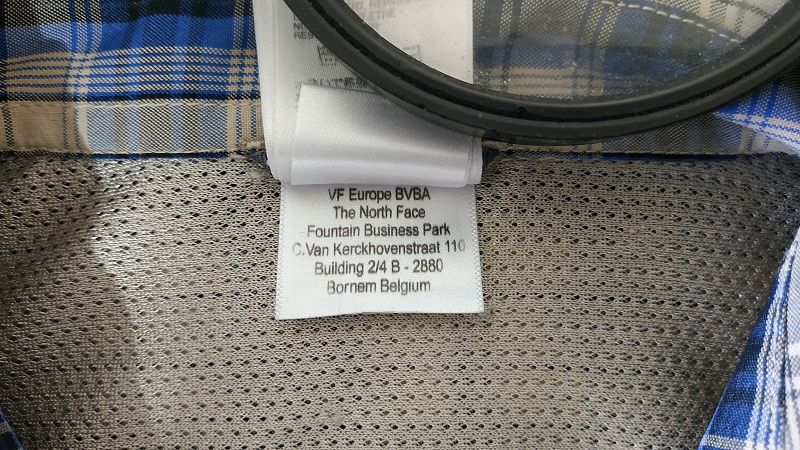 VF Europe BVBA
The North Face
Fountain Business Park
C.Van Kerckhovenstraat 110
Building 2/4 B - 2880
Bornem Belgium